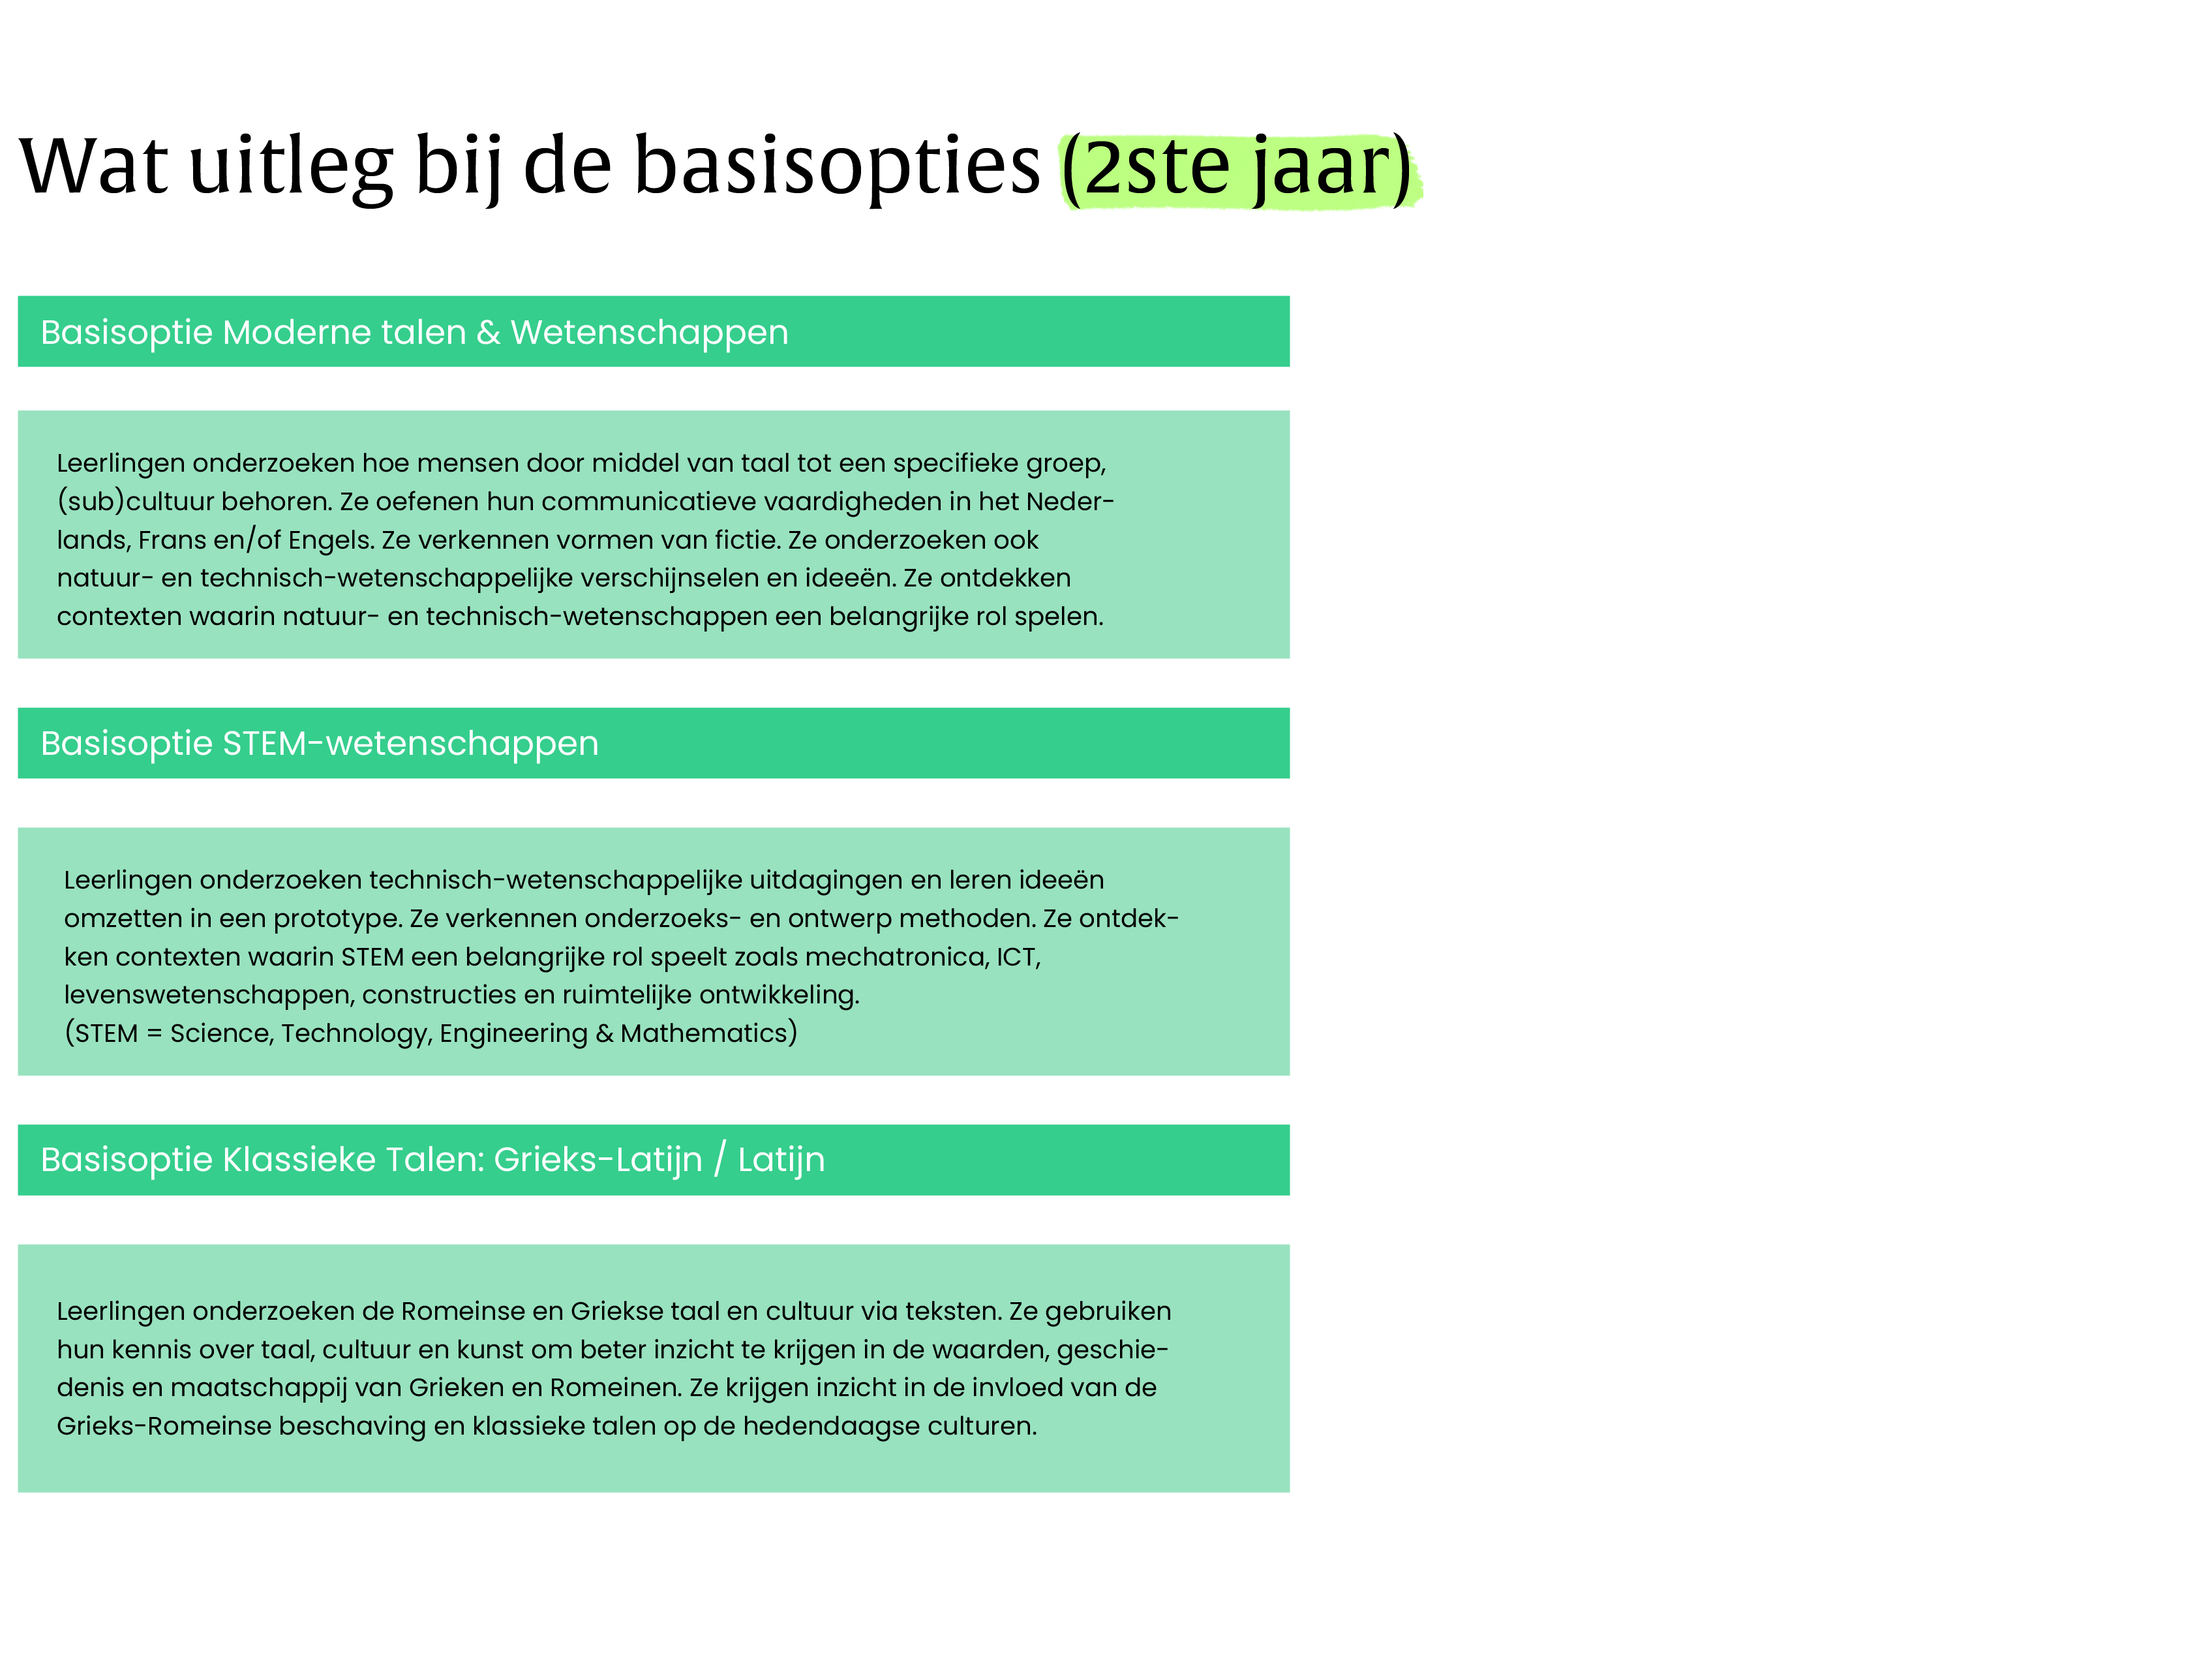 Wat uitleg bij de basisopties (2ste jaar)
Basisoptie Moderne talen & Wetenschappen
Leerlingen onderzoeken hoe mensen door middel van taal tot een specifieke groep,
(sub)cultuur behoren. Ze oefenen hun communicatieve vaardigheden in het Neder-
lands, Frans en/of Engels. Ze verkennen vormen van fictie. Ze onderzoeken ook
natuur- en technisch-wetenschappelijke verschijnselen en ideeën. Ze ontdekken
contexten waarin natuur- en technisch-wetenschappen een belangrijke rol spelen.
Basisoptie STEM-wetenschappen
Leerlingen onderzoeken technisch-wetenschappelijke uitdagingen en leren ideeën
omzetten in een prototype. Ze verkennen onderzoeks- en ontwerp methoden. Ze ontdek-
ken contexten waarin STEM een belangrijke rol speelt zoals mechatronica, ICT,
levenswetenschappen, constructies en ruimtelijke ontwikkeling.
(STEM = Science, Technology, Engineering & Mathematics)
Basisoptie Klassieke Talen: Grieks-Latijn / Latijn
Leerlingen onderzoeken de Romeinse en Griekse taal en cultuur via teksten. Ze gebruiken
hun kennis over taal, cultuur en kunst om beter inzicht te krijgen in de waarden, geschie-
denis en maatschappij van Grieken en Romeinen. Ze krijgen inzicht in de invloed van de
Grieks-Romeinse beschaving en klassieke talen op de hedendaagse culturen.